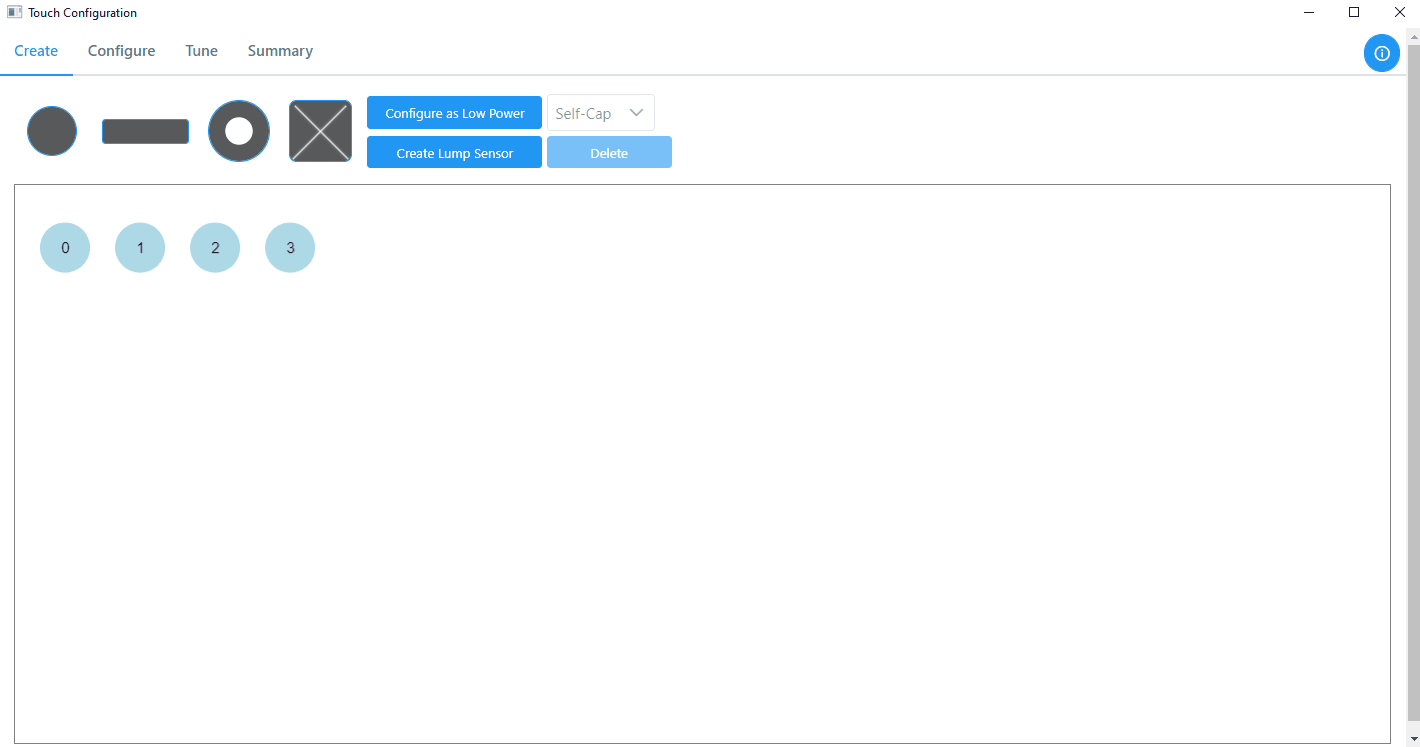 Touch Configuration
Create Configure Tune Summary
Configure as Low Power Self-Cap
Create Lump Sensor Delete
0 1 2 3